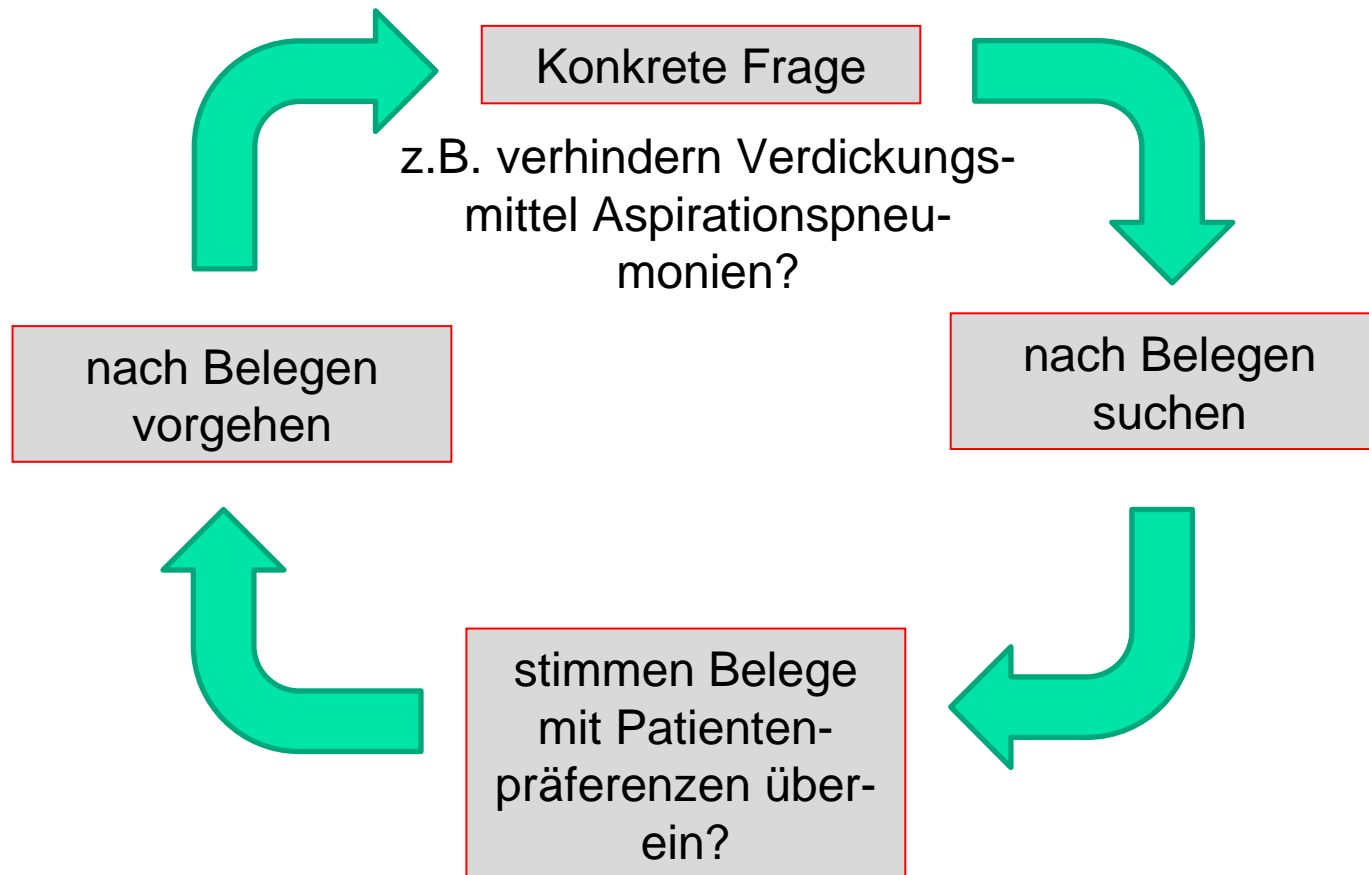 Konkrete Frage
z.B. verhindern Verdickungs-
mittel Aspirationspneu-
monien?
nach Belegen
suchen
stimmen Belege
mit Patienten-
präferenzen über-
ein?
nach Belegen
vorgehen